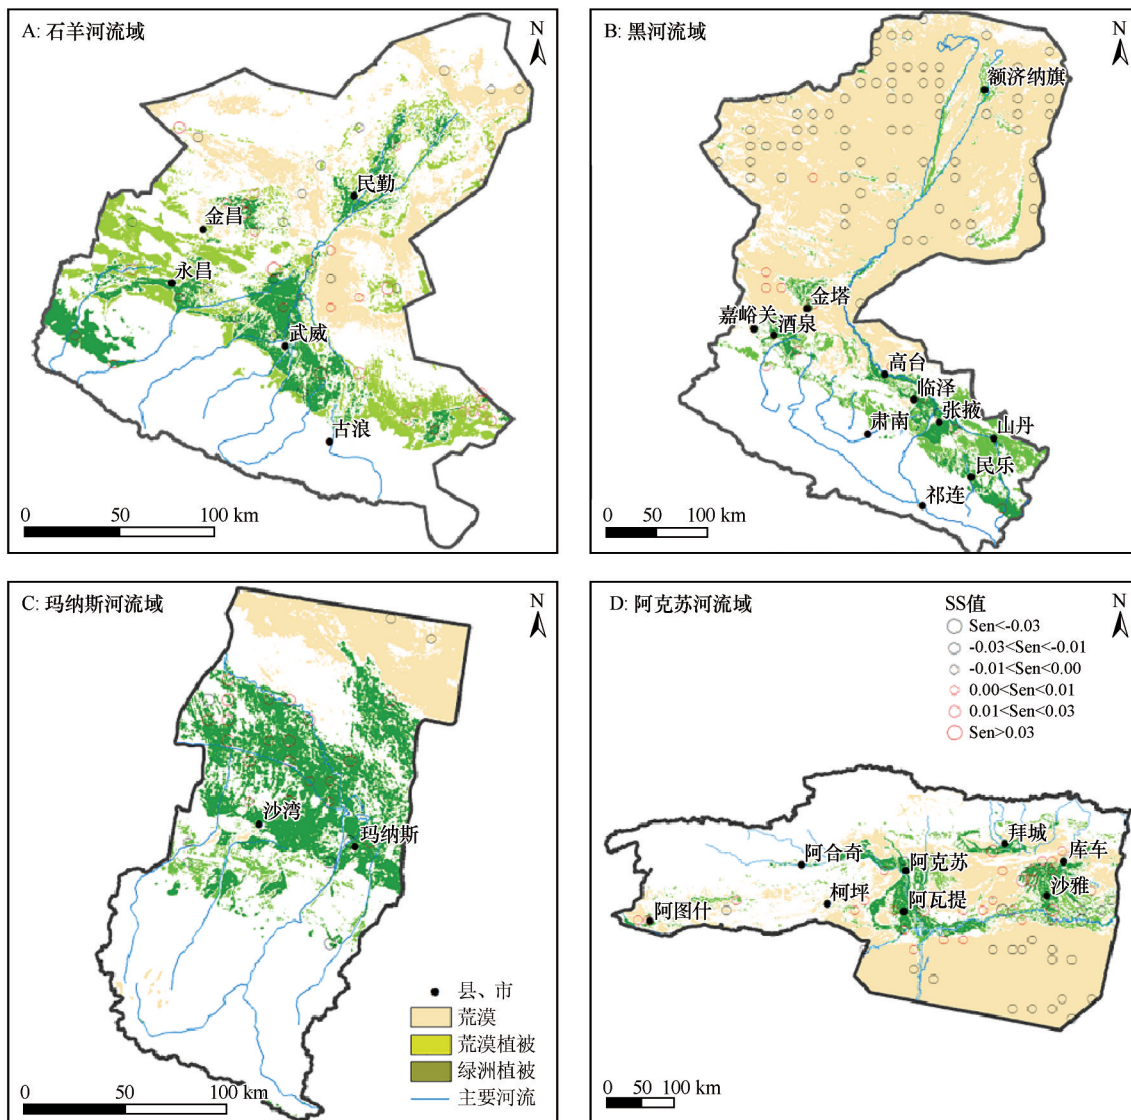 A: 石羊河流域
N
民勤
金昌
永昌
武威
古浪
0 50 100 km
B: 黑河流域
N
额济纳旗
金塔
嘉峪关
酒泉
高台
临泽
张掖
肃南
山丹
民乐
祁连
0 50 100 km
C: 玛纳斯河流域
N
沙湾
玛纳斯
县、市
荒漠
荒漠植被
绿洲植被
主要河流
0 50 100 km
D: 阿克苏河流域
N
SS值
Sen<-0.03
-0.03<Sen<-0.01
-0.01<Sen<0.00
0.00<Sen<0.01
0.01<Sen<0.03
Sen>0.03
拜城
库车
阿合奇
阿克苏
沙雅
柯坪
阿瓦提
阿图什
0 50 100 km